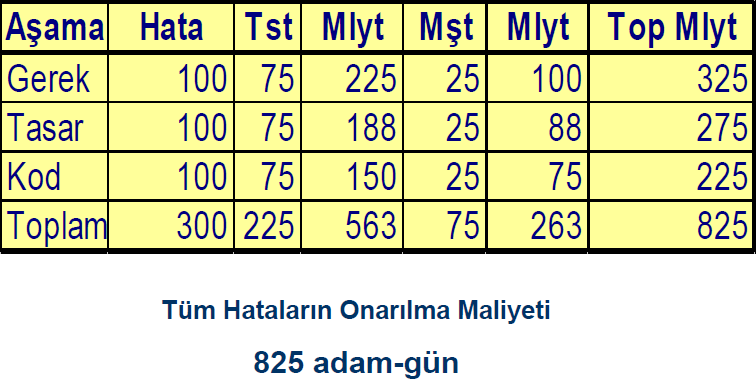 Aşama Hata Tst Mlyt Mşt Mlyt Top Mlyt
Gerek 100 75 225 25 100 325
Tasar 100 75 188 25 88 275
Kod 100 75 150 25 75 225
Toplam 300 225 563 75 263 825
Tüm Hataların Onarılma Maliyeti
825 adam-gün